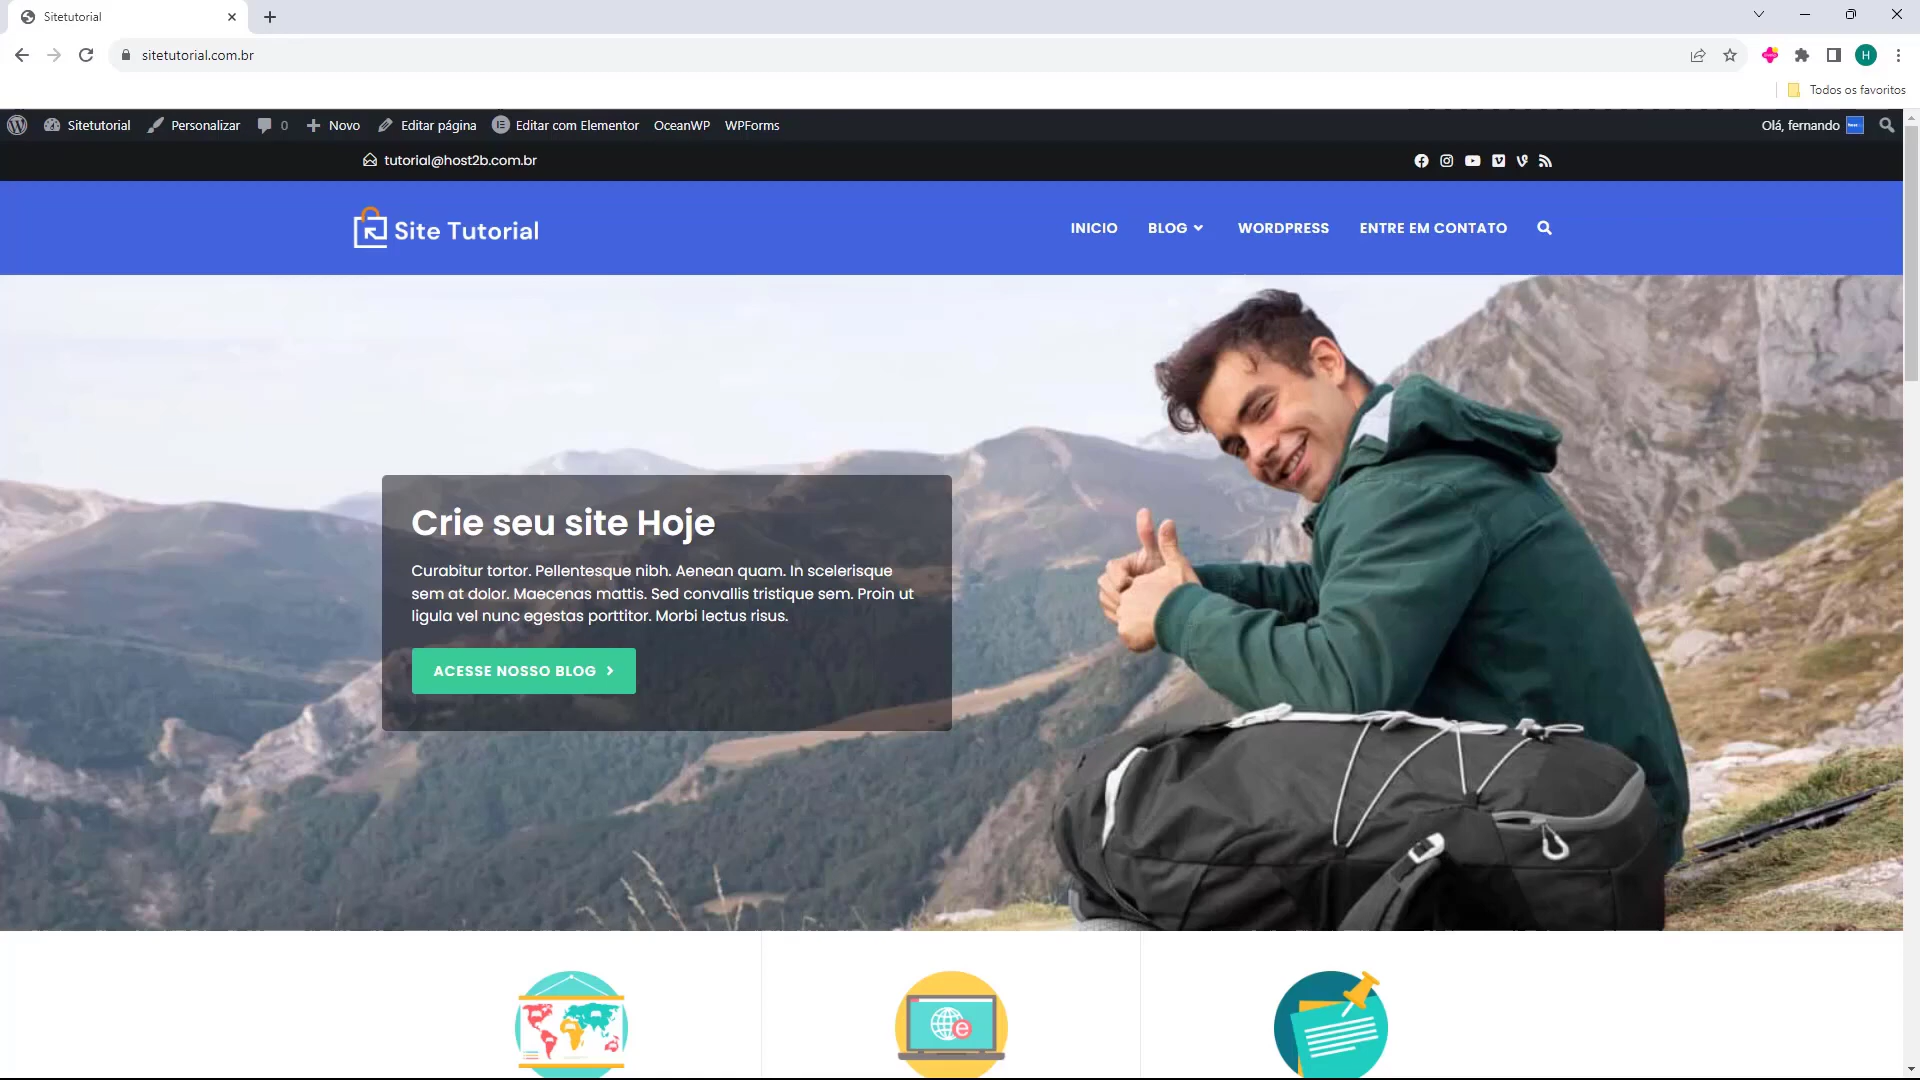 Sitetutorial
sitetutorial.com.br
H
Todos os favoritos
Sitetutorial Personalizar 0 Novo Editar página Editar com Elementor OceanWP WPForms Olá, fernando
tutorial@host2b.com.br
Site Tutorial
INICIO BLOG WORDPRESS ENTRE EM CONTATO
Crie seu site Hoje
Curabitur tortor. Pellentesque nibh. Aenean quam. In scelerisque
sem at dolor. Maecenas mattis. Sed convallis tristique sem. Proin ut
ligula vel nunc egestas porttitor. Morbi lectus risus.
ACESSE NOSSO BLOG
e